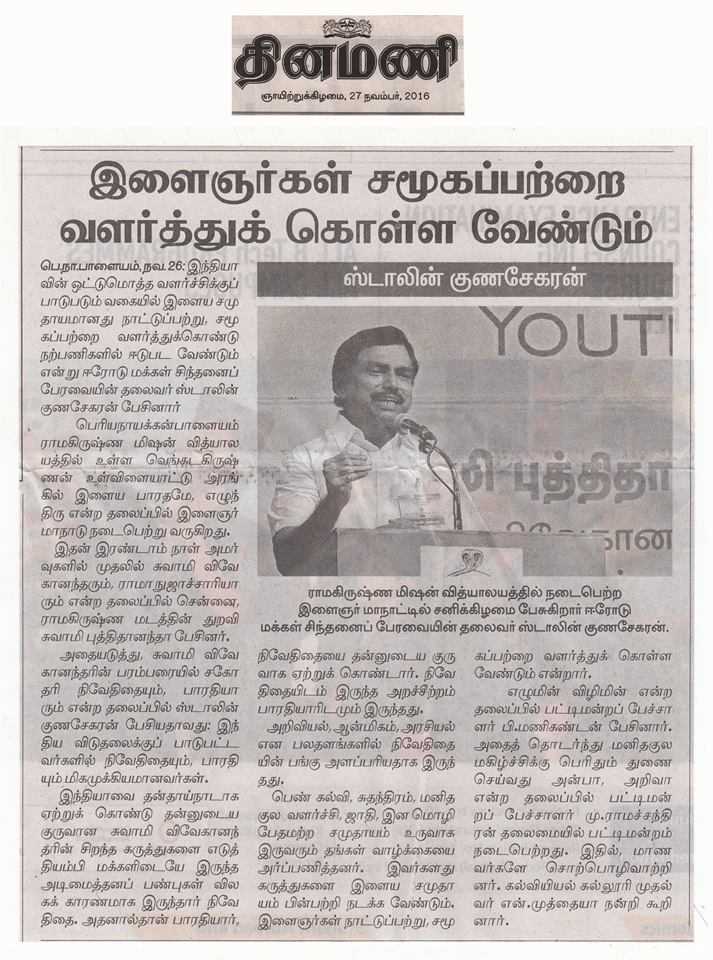 தினமணி
ஞாயிற்றுக்கிழமை, 27 நவம்பர், 2016
இளைஞர்கள் சமூகப்பற்றை
வளர்த்துக் கொள்ள வேண்டும்
ஸ்டாலின் குணசேகரன்
பெ.நா.பாளையம், நவ. 26: இந்தியா
வின் ஒட்டுமொத்த வளர்ச்சிக்குப்
பாடுபடும் வகையில் இளைய சமு
தாயமானது நாட்டுப்பற்று, சமூ
கப்பற்றை வளர்த்துக்கொண்டு
நற்பணிகளில் ஈடுபட வேண்டும்
என்று ஈரோடு மக்கள் சிந்தனைப்
பேரவையின் தலைவர் ஸ்டாலின்
குணசேகரன் பேசினார்
பெரியநாயக்கன்பாளையம்
ராமகிருஷ்ண மிஷன் வித்யால
யத்தில் உள்ள வெங்தடகிருஷ்
ணன் உள்விளையாட்டு அரங்
கில் இளைய பாரதமே, எழுந்
திரு என்ற தலைப்பில் இளைஞர்
மாநாடு நடைபெற்று வருகிறது.
இதன் இரண்டாம் நாள் அமர்
வுகளில் முதலில் சுவாமி விவே
கானந்தரும், ராமானுஜாச்சாரியா
ரும் என்ற தலைப்பில் சென்னை,
ராமகிருஷ்ண மடத்தின் துறவி
சுவாமி புத்திதானந்தா பேசினர்.
அதையடுத்து, சுவாமி விவே
கானந்தரின் பரம்பரையில் சகோ
தரி நிவேதிதையும், பாரதியா
ரும் என்ற தலைப்பில் ஸ்டாலின்
குணசேகரன் பேசியதாவது: இந்
திய விடுதலைக்குப் பாடுபட்ட
வர்களில் நிவேதிதையும், பாரதி
யும் மிகமுக்கியமானவர்கள்.
இந்தியாவை தன்தாய்நாடாக
ஏற்றுக் கொண்டு தன்னுடைய
குருவான சுவாமி விவேகானந்
தரின் சிறந்த கருத்துகளை எடுத்
தியம்பி மக்களிடையே இருந்த
அடிமைத்தனப் பண்புகள் வில
கக் காரணமாக இருந்தார் நிவே
திதை. அதனால்தான் பாரதியார்,
YOUTH
புத்திதா
ராமகிருஷ்ண மிஷன் வித்யாலயத்தில் நடைபெற்ற
இளைஞர் மாநாட்டில் சனிக்கிழமை பேசுகிறார் ஈரோடு
மக்கள் சிந்தனைப் பேரவையின் தலைவர் ஸ்டாலின் குணசேகரன்.
நிவேதிதையை தன்னுடைய குரு
வாக ஏற்றுக் கொண்டார். நிவே
திதையிடம் இருந்த அறச்சீற்றம்
பாரதியாரிடமும் இருந்தது.
அறிவியல், ஆன்மிகம், அரசியல்
என பலதளங்களில் நிவேதிதை
யின் பங்கு அளப்பரியதாக இருந்
தது.
பெண் கல்வி, சுதந்திரம், மனித
குல வளர்ச்சி, ஜாதி, இன மொழி
பேதமற்ற சமுதாயம் உருவாக
இருவரும் தங்கள் வாழ்க்கையை
அர்ப்பணித்தனர். இவர்களது
கருத்துகளை இளைய சமுதா
யம் பின்பற்றி நடக்க வேண்டும்.
இளைஞர்கள் நாட்டுப்பற்று, சமூ
கப்பற்றை வளர்த்துக் கொள்ள
வேண்டும் என்றார்.
எழுமின் விழிமின் என்ற
தலைப்பில் பட்டிமன்றப் பேச்சா
ளர் பி.மணிகண்டன் பேசினார்.
அதைத் தொடர்ந்து மனிதகுல
மகிழ்ச்சிக்கு பெரிதும் துணை
செய்வது அன்பா, அறிவா
என்ற தலைப்பில் பட்டிமன்
றப் பேச்சாளர் மு.ராமச்சந்தி
ரன் தலைமையில் பட்டிமன்றம்
நடைபெற்றது. இதில், மாண
வர்களே சொற்பொழிவாற்றி
னர். கல்வியியல் கல்லூரி முதல்
வர் என்.முத்தையா நன்றி கூறி
னார்.